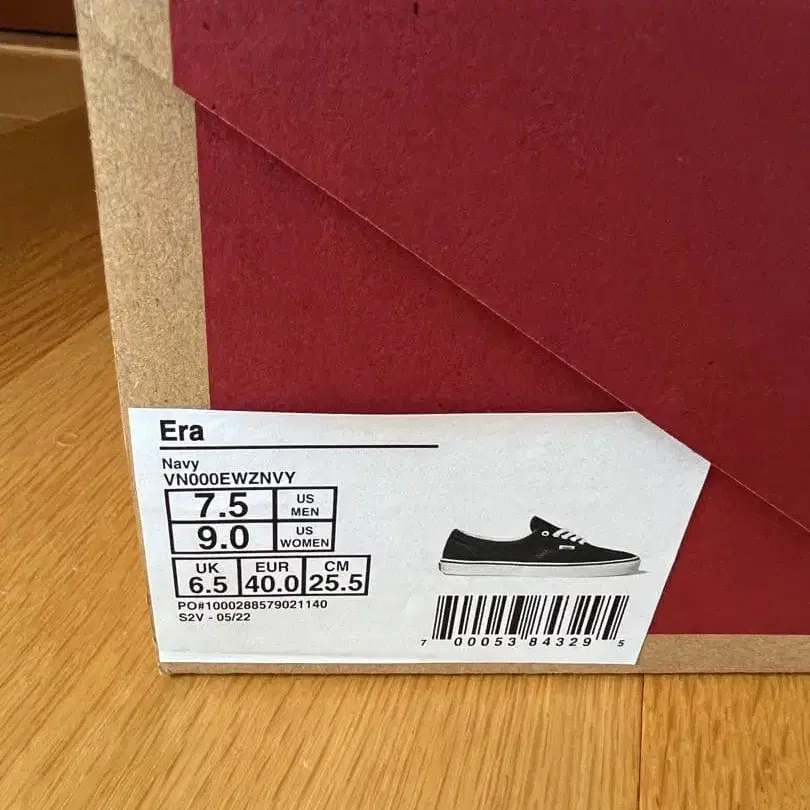 Era
Navy
VN000EWZNVY
7.5 US MEN
9.0 US WOMEN
UK EUR CM
6.5 40.0 25.5
PO#1000288579021140
S2V - 05/22
7 00053 84329 5